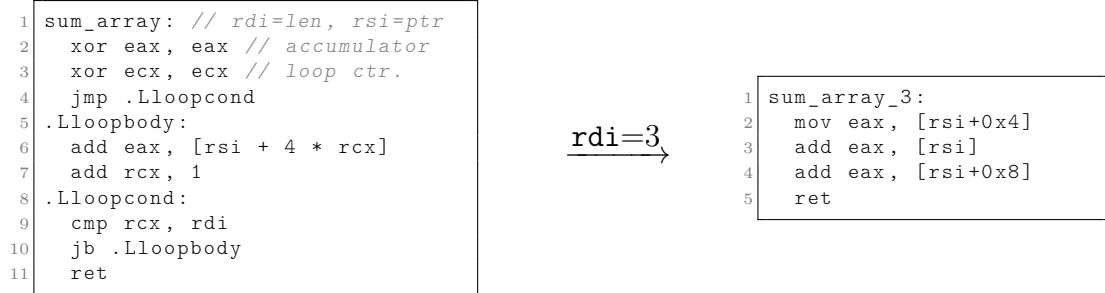 1 sum_array: // rdi=len, rsi=ptr
2 xor eax, eax // accumulator
3 xor ecx, ecx // loop ctr.
4 jmp .Lloopcond
5 .Lloopbody:
6 add eax, [rsi + 4 * rcx]
7 add rcx, 1
8 .Lloopcond:
9 cmp rcx, rdi
10 jb .Lloopbody
11 ret
rdi=3
1 sum_array_3:
2 mov eax, [rsi+0x4]
3 add eax, [rsi]
4 add eax, [rsi+0x8]
5 ret